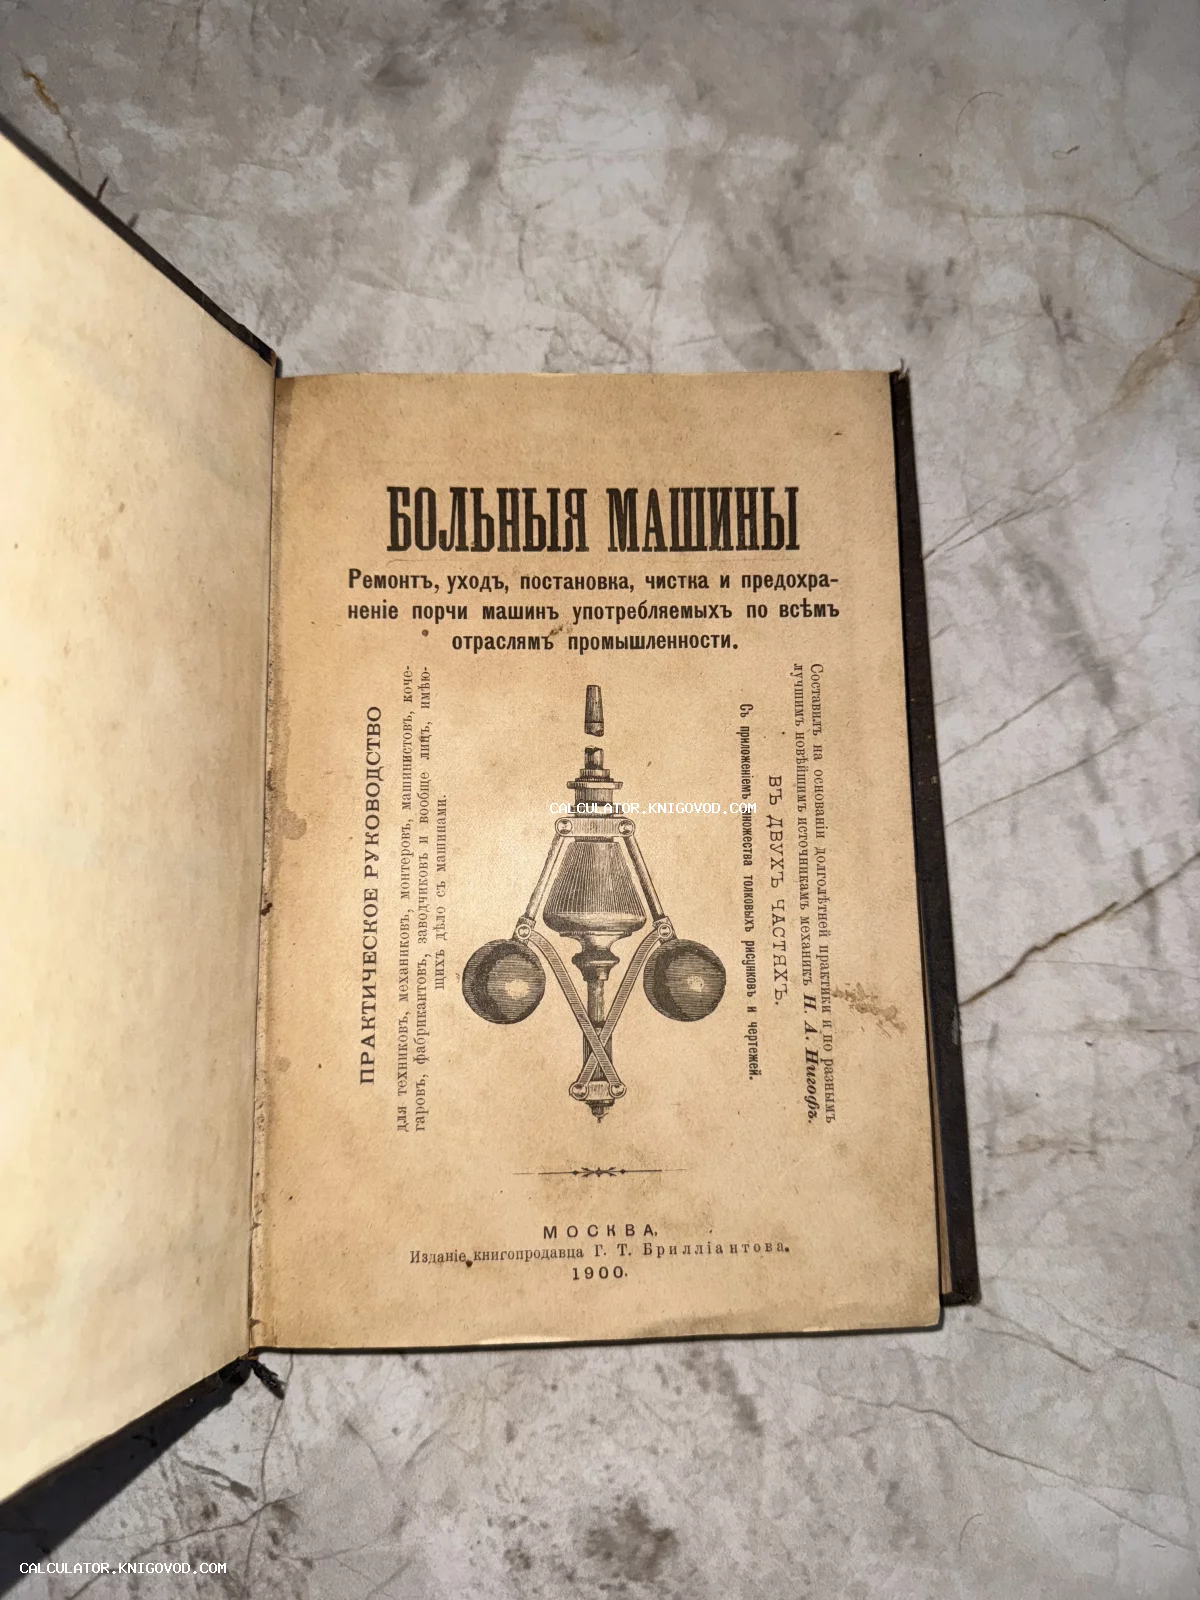 БОЛЬНЫЯ МАШИНЫ
Ремонтъ, уходъ, постановка, чистка и предохра-
неніе порчи машинъ употребляемыхъ по всѣмъ
отраслямъ промышленности.
ПРАКТИЧЕСКОЕ РУКОВОДСТВО
для техниковъ, механиковъ, монтеровъ, машинистовъ, коче-
гаровъ, фабрикантовъ, заводчиковъ и вообще лицъ, имѣю-
щихъ дѣло съ машинами.
Составилъ на основаніи долголѣтней практики и по разнымъ
лучшимъ новѣйшимъ источникамъ механикъ Н. А. Нигофъ.
ВЪ ДВУХЪ ЧАСТЯХЪ.
Съ приложеніемъ множества толковыхъ рисунковъ и чертежей.
CALCULATOR.KNIGOVOD.COM
МОСКВА,
Изданіе книгопродавца Г. Т. Брилліантова.
1900.
CALCULATOR.KNIGOVOD.COM